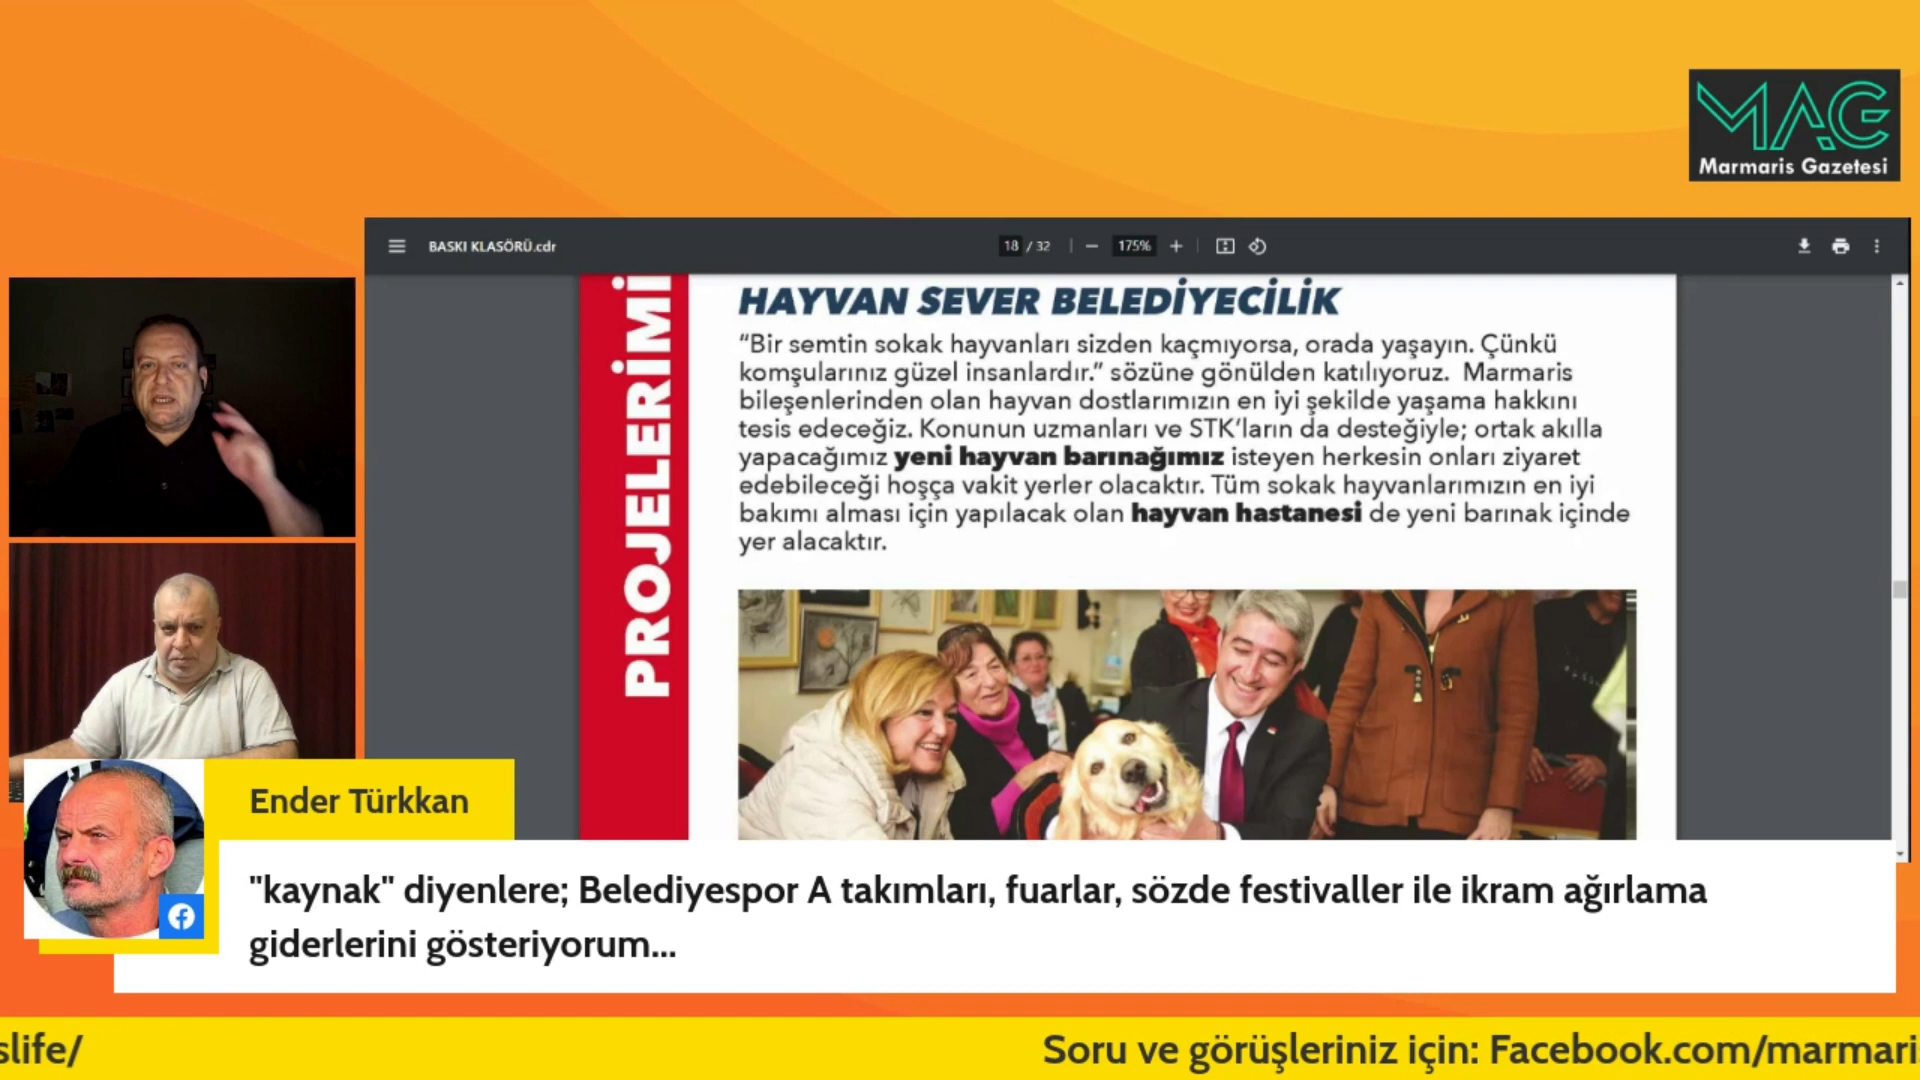 MAG
Marmaris Gazetesi
BASKI KLASÖRÜ.cdr
18 / 32
175%
PROJELERİMİ
HAYVAN SEVER BELEDİYECİLİK
“Bir semtin sokak hayvanları sizden kaçmıyorsa, orada yaşayın. Çünkü
komşularınız güzel insanlardır.” sözüne gönülden katılıyoruz. Marmaris
bileşenlerinden olan hayvan dostlarımızın en iyi şekilde yaşama hakkını
tesis edeceğiz. Konunun uzmanları ve STK‘ların da desteğiyle; ortak akılla
yapacağımız yeni hayvan barınağımız isteyen herkesin onları ziyaret
edebileceği hoşça vakit yerler olacaktır. Tüm sokak hayvanlarımızın en iyi
bakımı alması için yapılacak olan hayvan hastanesi de yeni barınak içinde
yer alacaktır.
Ender Türkkan
"kaynak" diyenlere; Belediyespor A takımları, fuarlar, sözde festivaller ile ikram ağırlama
giderlerini gösteriyorum...
slife/
Soru ve görüşleriniz için: Facebook.com/marmari